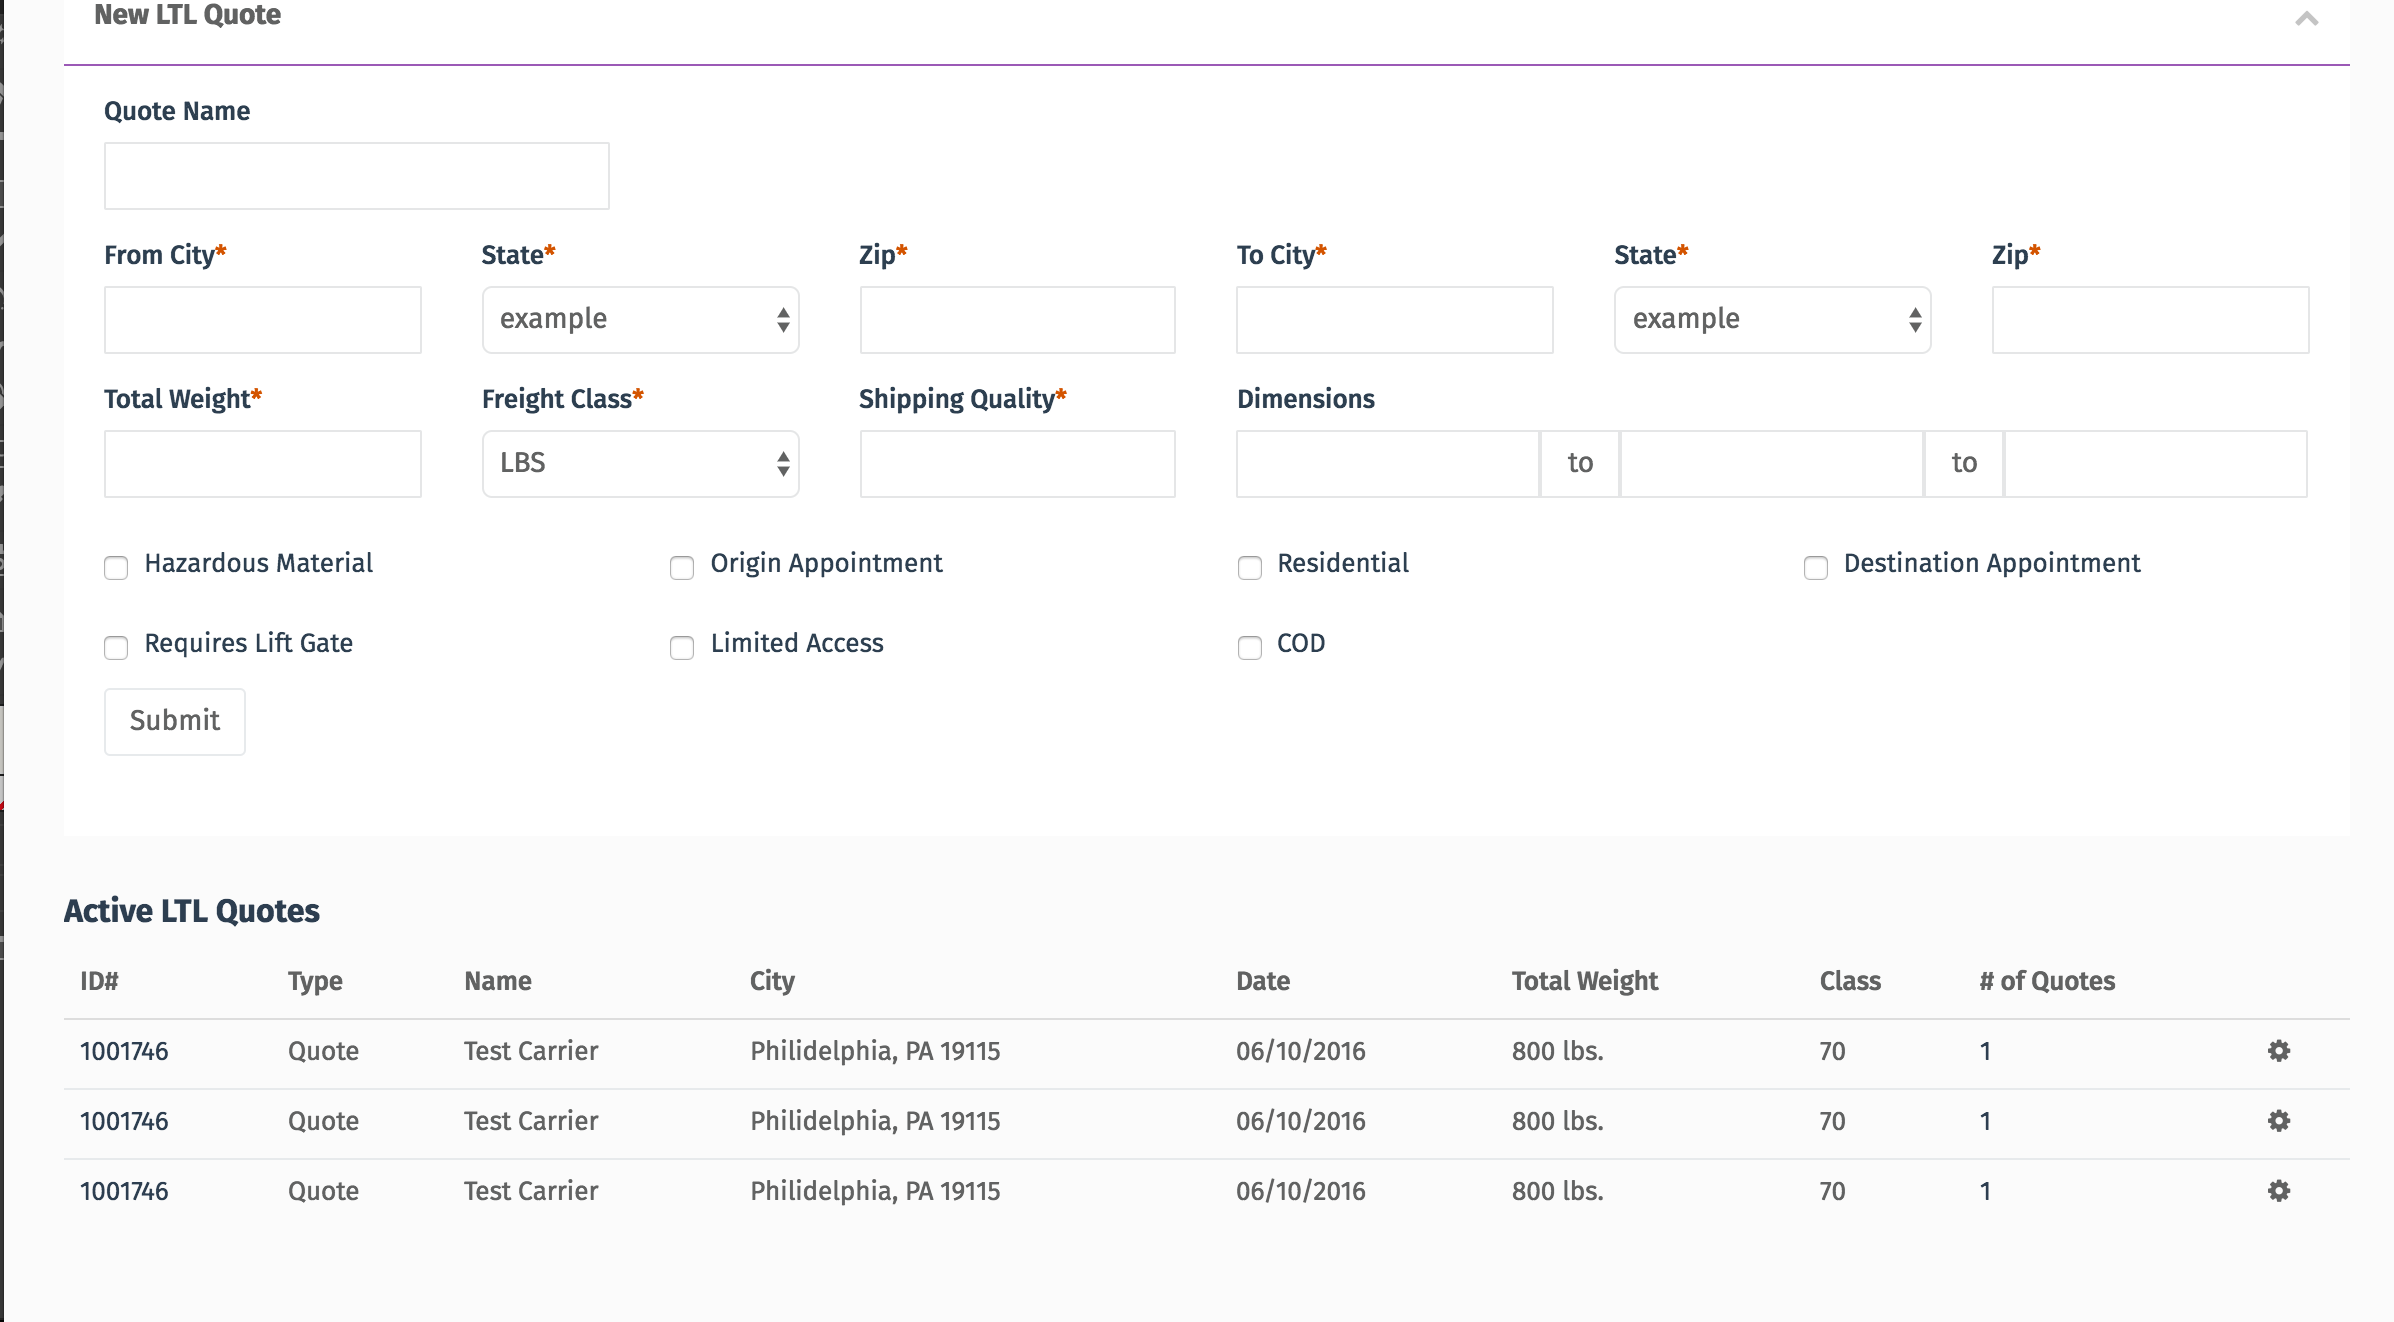 New LTL Quote
Quote Name
From City* State* Zip* To City* State* Zip*
example example
Total Weight* Freight Class* Shipping Quality* Dimensions
LBS to to
Hazardous Material Origin Appointment Residential Destination Appointment
Requires Lift Gate Limited Access COD
Submit
Active LTL Quotes
ID# Type Name City Date Total Weight Class # of Quotes
1001746 Quote Test Carrier Philidelphia, PA 19115 06/10/2016 800 lbs. 70 1
1001746 Quote Test Carrier Philidelphia, PA 19115 06/10/2016 800 lbs. 70 1
1001746 Quote Test Carrier Philidelphia, PA 19115 06/10/2016 800 lbs. 70 1